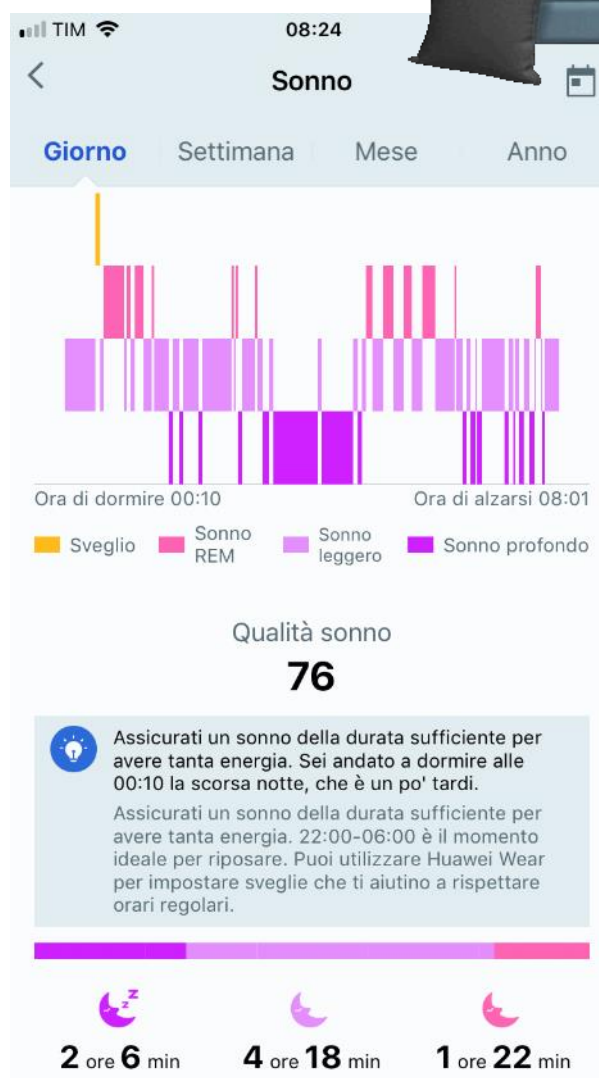 TIM 08:24
Sonno
Giorno Settimana Mese Anno
Ora di dormire 00:10 Ora di alzarsi 08:01
Sveglio Sonno REM Sonno leggero Sonno profondo
Qualità sonno
76
Assicurati un sonno della durata sufficiente per
avere tanta energia. Sei andato a dormire alle
00:10 la scorsa notte, che è un po' tardi.
Assicurati un sonno della durata sufficiente per
avere tanta energia. 22:00-06:00 è il momento
ideale per riposare. Puoi utilizzare Huawei Wear
per impostare sveglie che ti aiutino a rispettare
orari regolari.
2 ore 6 min 4 ore 18 min 1 ore 22 min